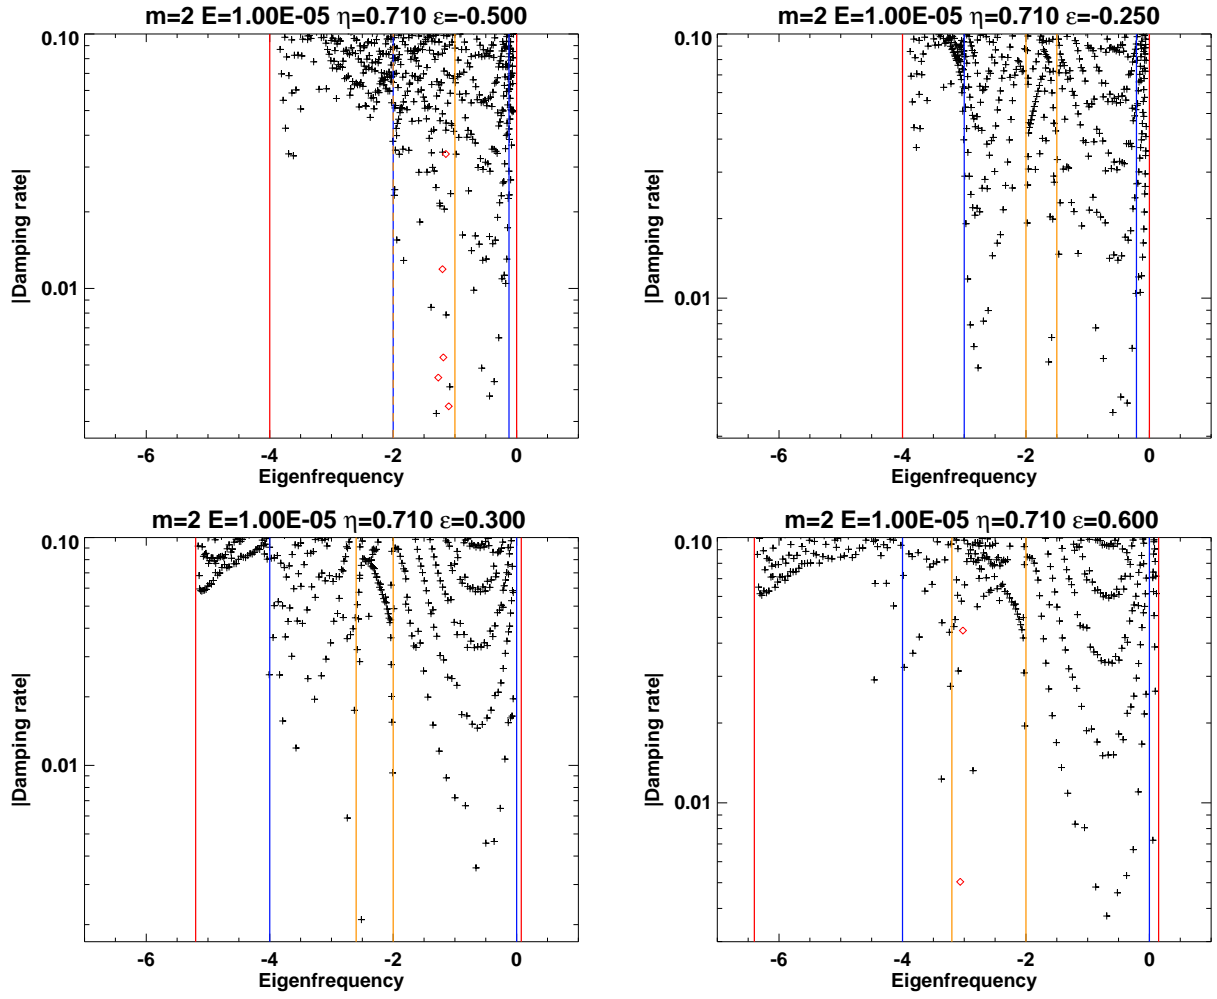 m=2 E=1.00E-05 η=0.710 ε=-0.500
0.10
0.01
|Damping rate|
-6 -4 -2 0
Eigenfrequency
m=2 E=1.00E-05 η=0.710 ε=-0.250
0.10
0.01
|Damping rate|
-6 -4 -2 0
Eigenfrequency
m=2 E=1.00E-05 η=0.710 ε=0.300
0.10
0.01
|Damping rate|
-6 -4 -2 0
Eigenfrequency
m=2 E=1.00E-05 η=0.710 ε=0.600
0.10
0.01
|Damping rate|
-6 -4 -2 0
Eigenfrequency